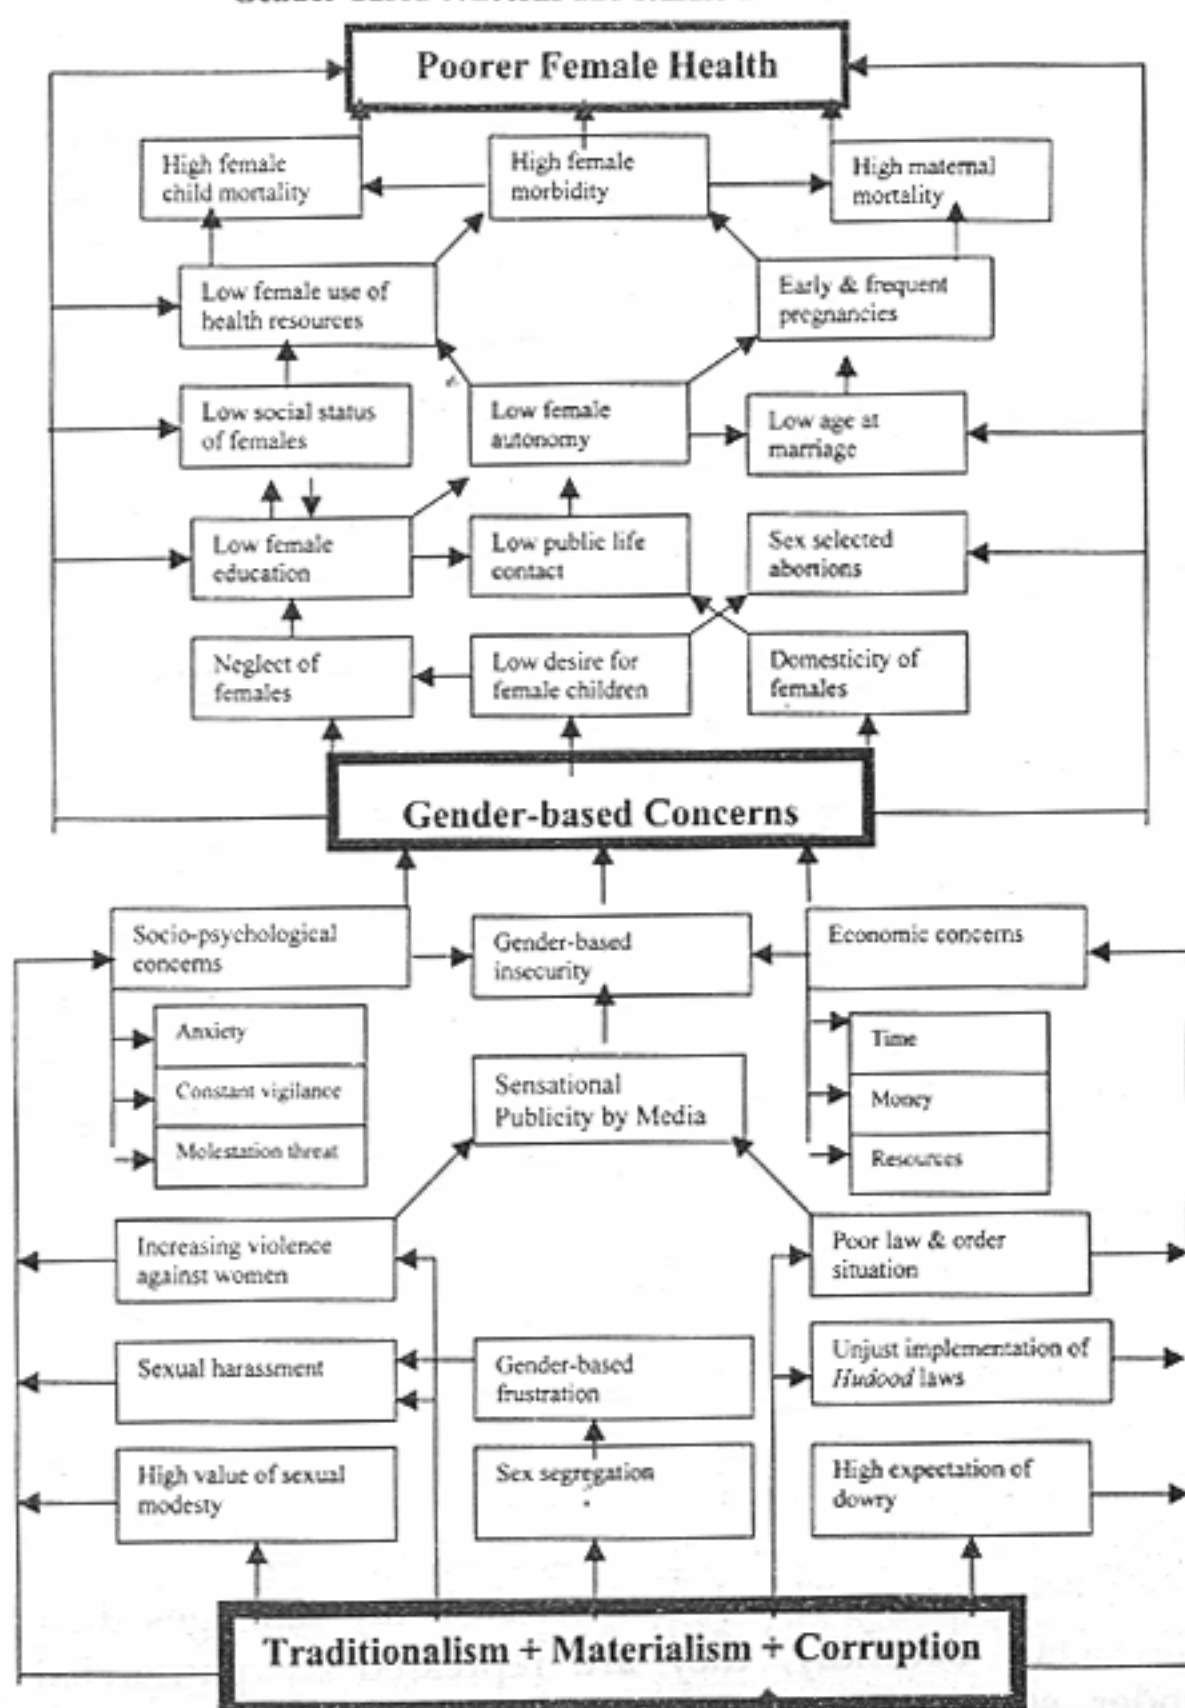 Poorer Female Health
High female
child mortality
High female
morbidity
High maternal
mortality
Low female use of
health resources
Early & frequent
pregnancies
Low social status
of females
Low female
autonomy
Low age at
marriage
Low female
education
Low public life
contact
Sex selected
abortions
Neglect of
females
Low desire for
female children
Domesticity of
females
Gender-based Concerns
Socio-psychological
concerns
Gender-based
insecurity
Economic concerns
Anxiety
Constant vigilance
Molestation threat
Sensational
Publicity by Media
Time
Money
Resources
Increasing violence
against women
Poor law & order
situation
Sexual harassment
Gender-based
frustration
Unjust implementation of
Hudood laws
High value of sexual
modesty
Sex segregation
High expectation of
dowry
Traditionalism + Materialism + Corruption